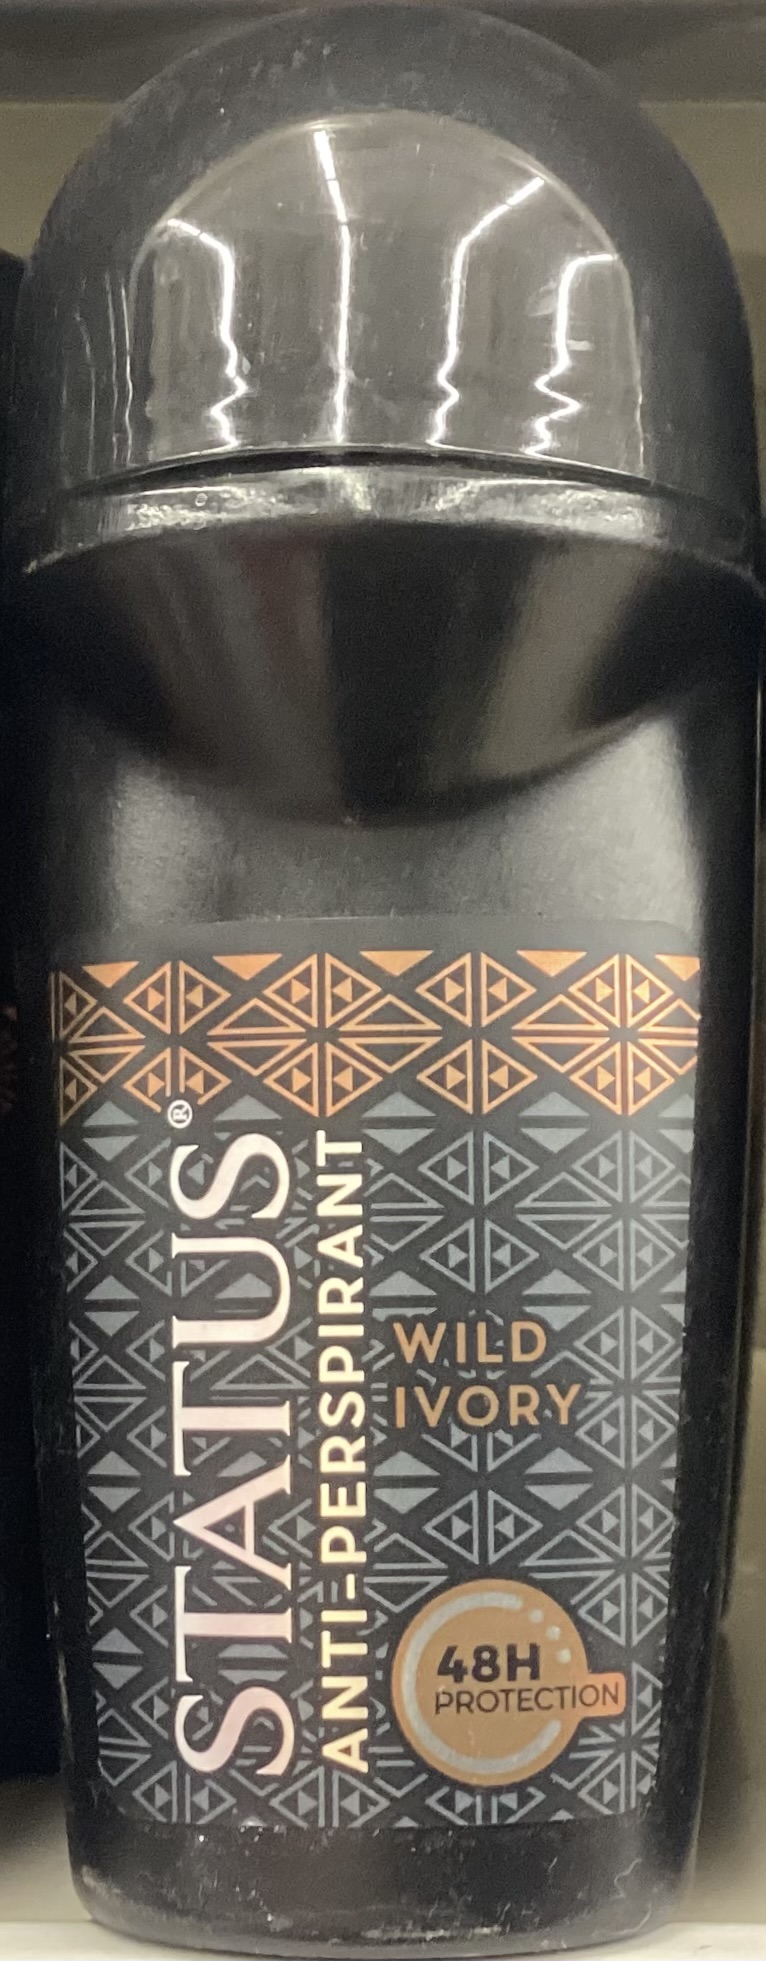 STATUS®
ANTI-PERSPIRANT
WILD
IVORY
48H
PROTECTION